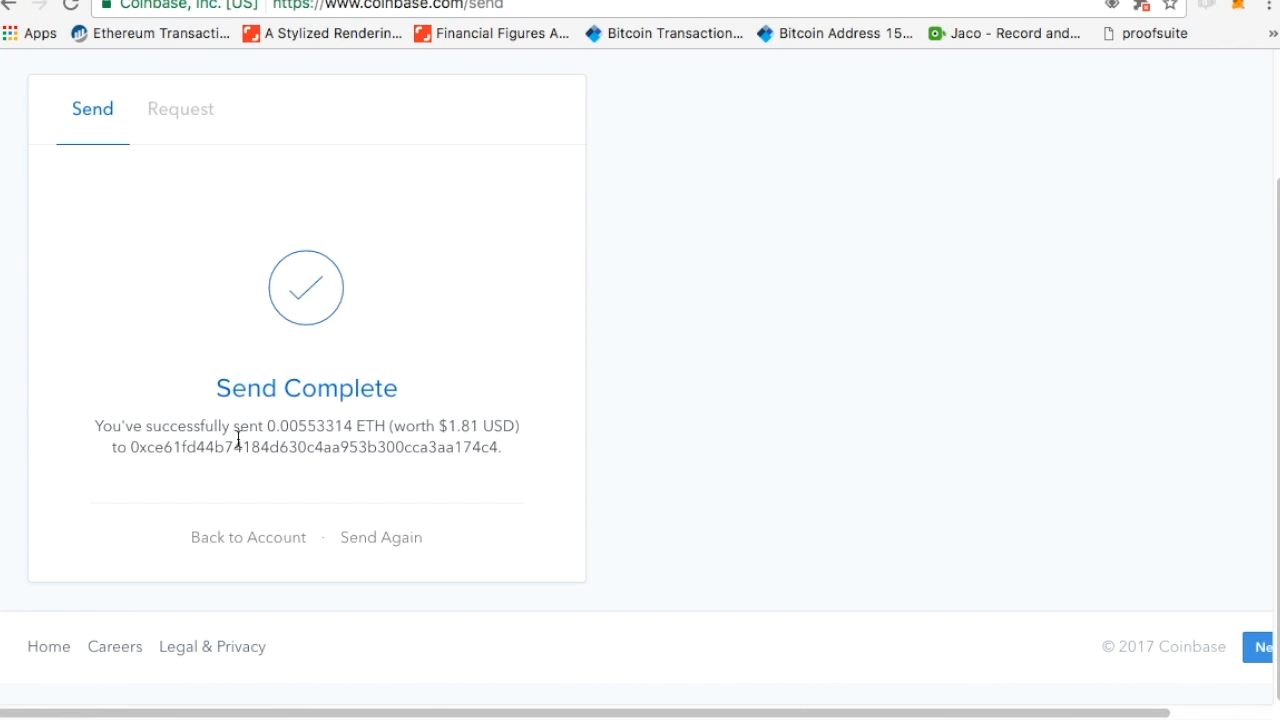 Coinbase, Inc. [US] https://www.coinbase.com/send
Apps Ethereum Transacti... A Stylized Renderin... Financial Figures A... Bitcoin Transaction... Bitcoin Address 15... Jaco - Record and... proofsuite »
Send Request
Send Complete
You've successfully sent 0.00553314 ETH (worth $1.81 USD)
to 0xce61fd44b74184d630c4aa953b300cca3aa174c4.
Back to Account · Send Again
Home Careers Legal & Privacy © 2017 Coinbase Ne